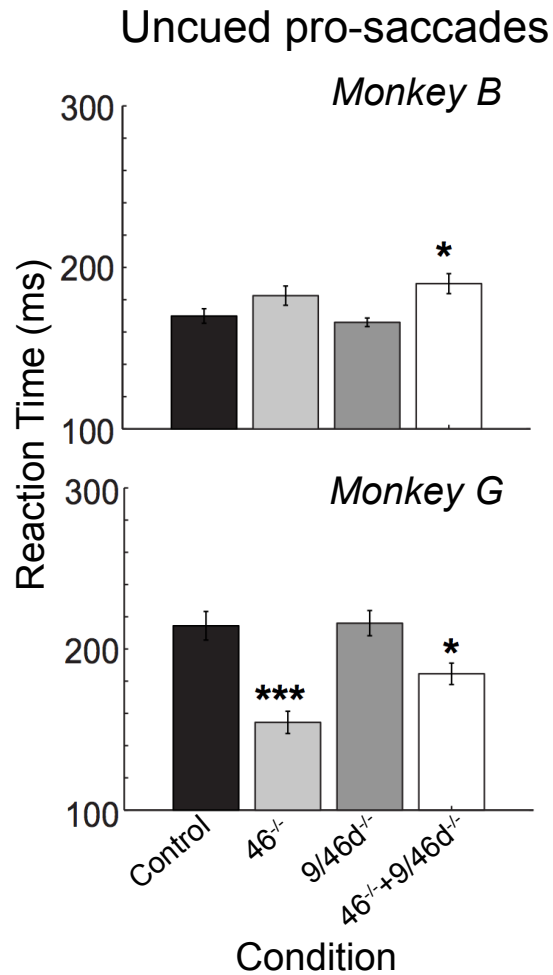 Uncued pro-saccades
Monkey B
300
200
100
*
Reaction Time (ms)
Monkey G
300
200
100
***
*
Control
46-/-
9/46d-/-
46-/-+9/46d-/-
Condition